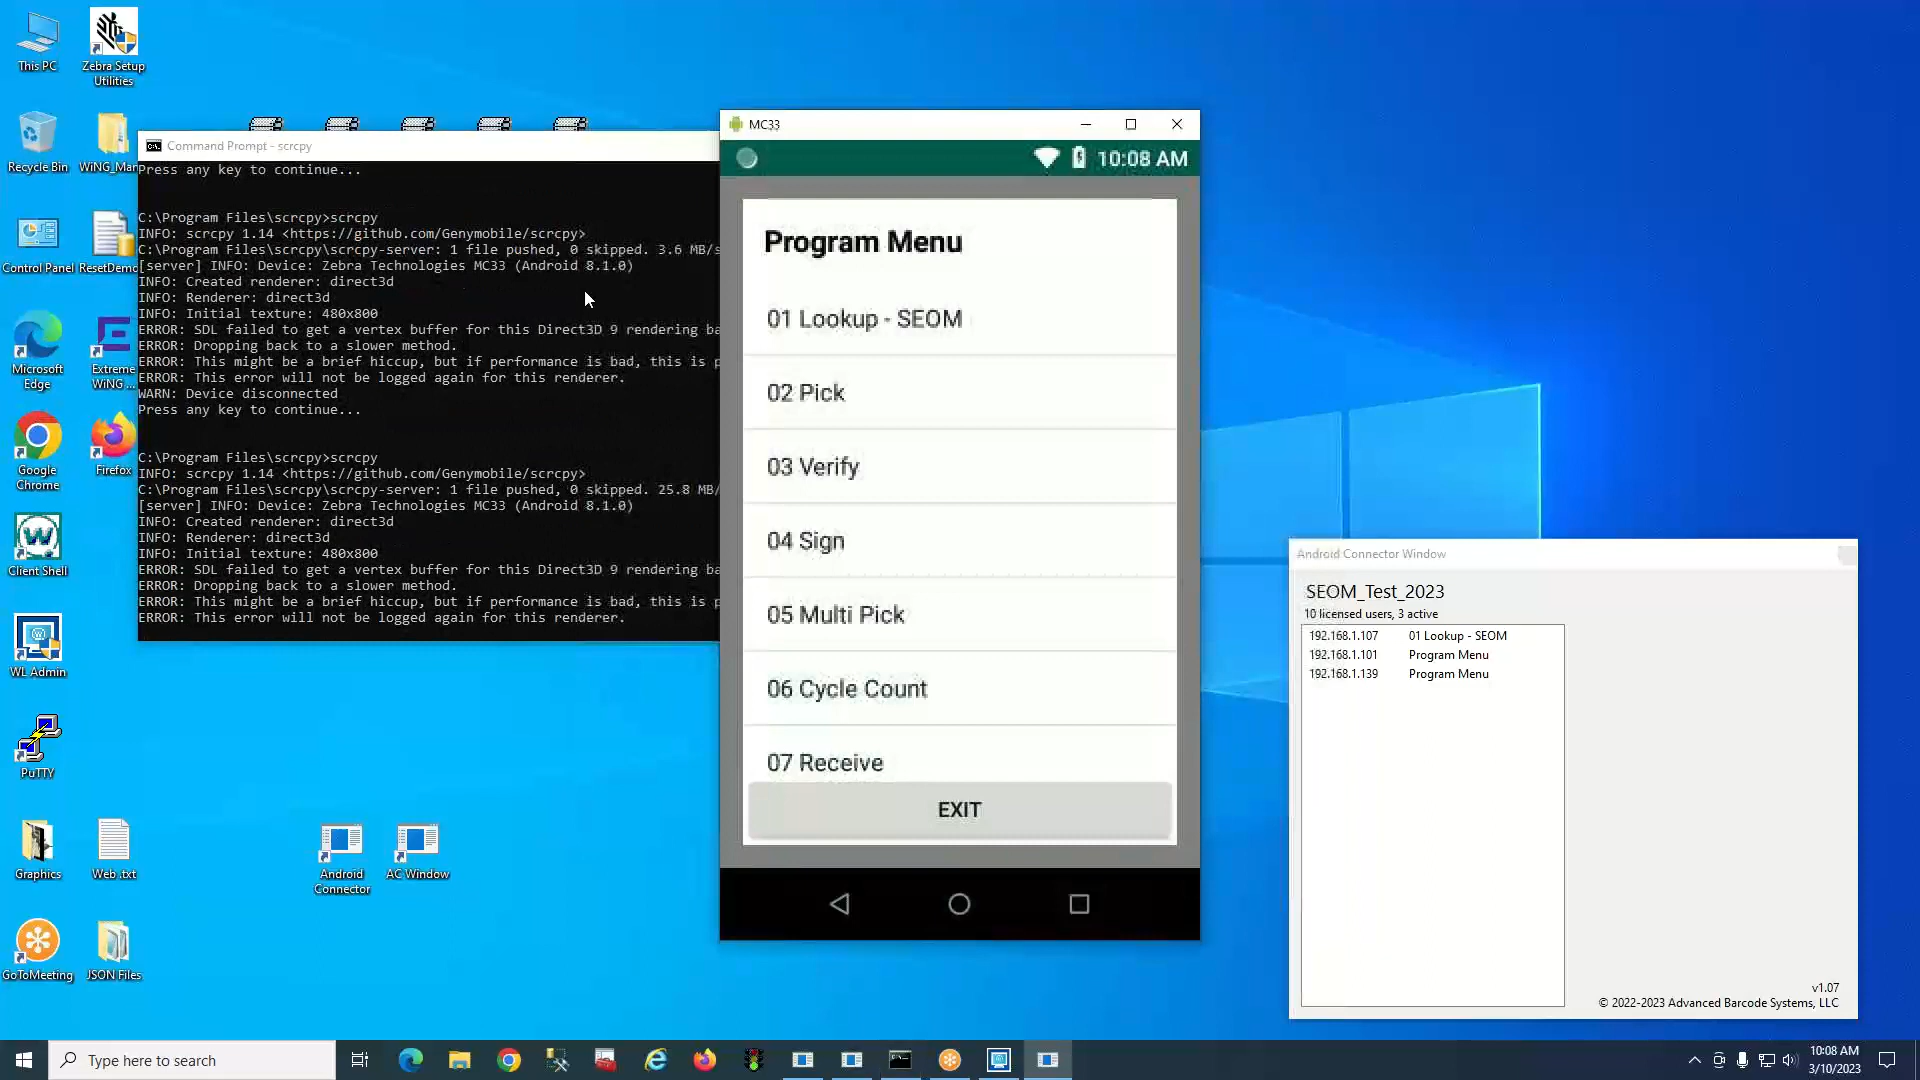 This PC
Zebra Setup
Utilities
Recycle Bin
WiNG_Man
Control Panel
ResetDemo
Microsoft
Edge
Extreme
WiNG ...
Google
Chrome
Firefox
Client Shell
WL Admin
PuTTY
Graphics
Web .txt
GoToMeeting
JSON Files
Android
Connector
AC Window
Command Prompt - scrcpy
Press any key to continue...
C:\Program Files\scrcpy>scrcpy
INFO: scrcpy 1.14 <https://github.com/Genymobile/scrcpy>
C:\Program Files\scrcpy\scrcpy-server: 1 file pushed, 0 skipped. 3.6 MB/s
[server] INFO: Device: Zebra Technologies MC33 (Android 8.1.0)
INFO: Created renderer: direct3d
INFO: Renderer: direct3d
INFO: Initial texture: 480x800
ERROR: SDL failed to get a vertex buffer for this Direct3D 9 rendering ba
ERROR: Dropping back to a slower method.
ERROR: This might be a brief hiccup, but if performance is bad, this is p
ERROR: This error will not be logged again for this renderer.
WARN: Device disconnected
Press any key to continue...
C:\Program Files\scrcpy>scrcpy
INFO: scrcpy 1.14 <https://github.com/Genymobile/scrcpy>
C:\Program Files\scrcpy\scrcpy-server: 1 file pushed, 0 skipped. 25.8 MB/
[server] INFO: Device: Zebra Technologies MC33 (Android 8.1.0)
INFO: Created renderer: direct3d
INFO: Renderer: direct3d
INFO: Initial texture: 480x800
ERROR: SDL failed to get a vertex buffer for this Direct3D 9 rendering ba
ERROR: Dropping back to a slower method.
ERROR: This might be a brief hiccup, but if performance is bad, this is p
ERROR: This error will not be logged again for this renderer.
MC33
10:08 AM
Program Menu
01 Lookup - SEOM
02 Pick
03 Verify
04 Sign
05 Multi Pick
06 Cycle Count
07 Receive
EXIT
Android Connector Window
SEOM_Test_2023
10 licensed users, 3 active
192.168.1.107 01 Lookup - SEOM
192.168.1.101 Program Menu
192.168.1.139 Program Menu
v1.07
© 2022-2023 Advanced Barcode Systems, LLC
Type here to search
10:08 AM
3/10/2023